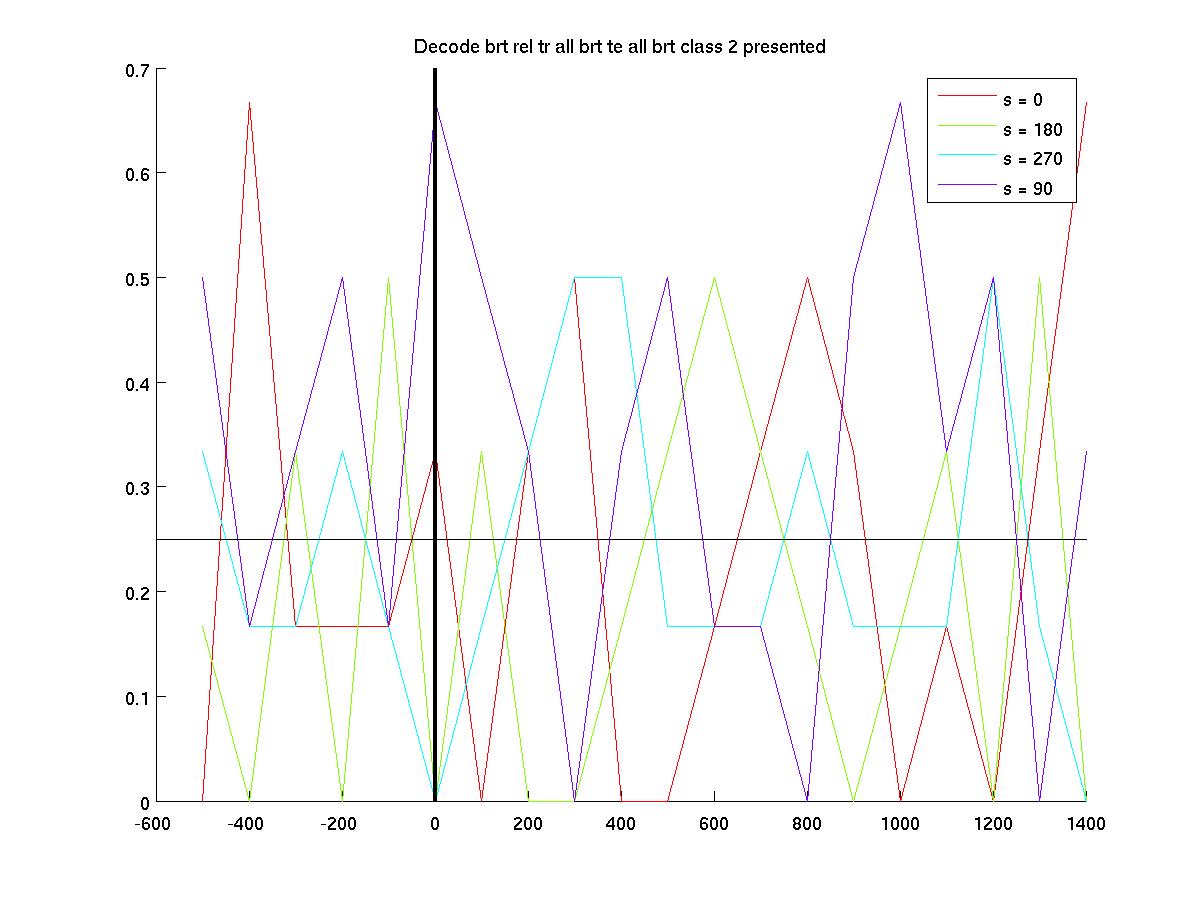 Decode brt rel tr all brt te all brt class 2 presented
0.7
0.6
0.5
0.4
0.3
0.2
0.1
0
-600 -400 -200 0 200 400 600 800 1000 1200 1400
s = 0
s = 180
s = 270
s = 90